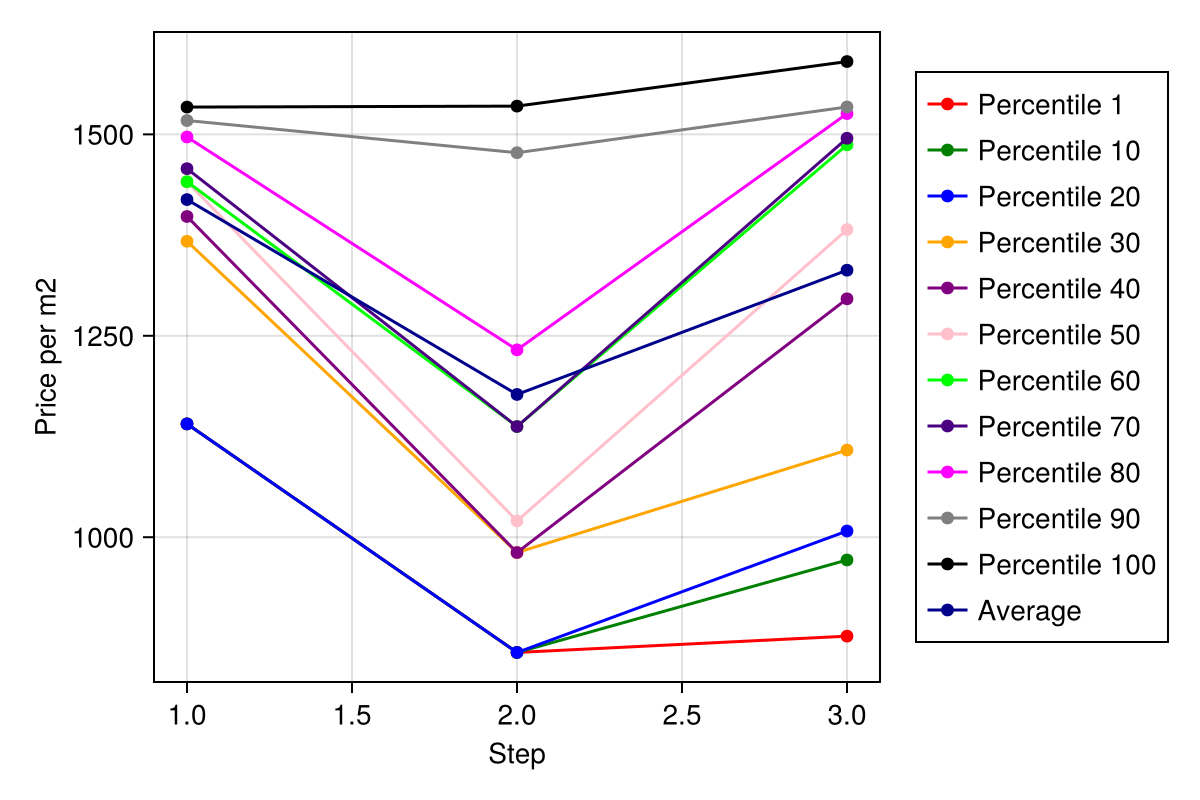 1500
1250
1000
Price per m2
1.0 1.5 2.0 2.5 3.0
Step
Percentile 1
Percentile 10
Percentile 20
Percentile 30
Percentile 40
Percentile 50
Percentile 60
Percentile 70
Percentile 80
Percentile 90
Percentile 100
Average